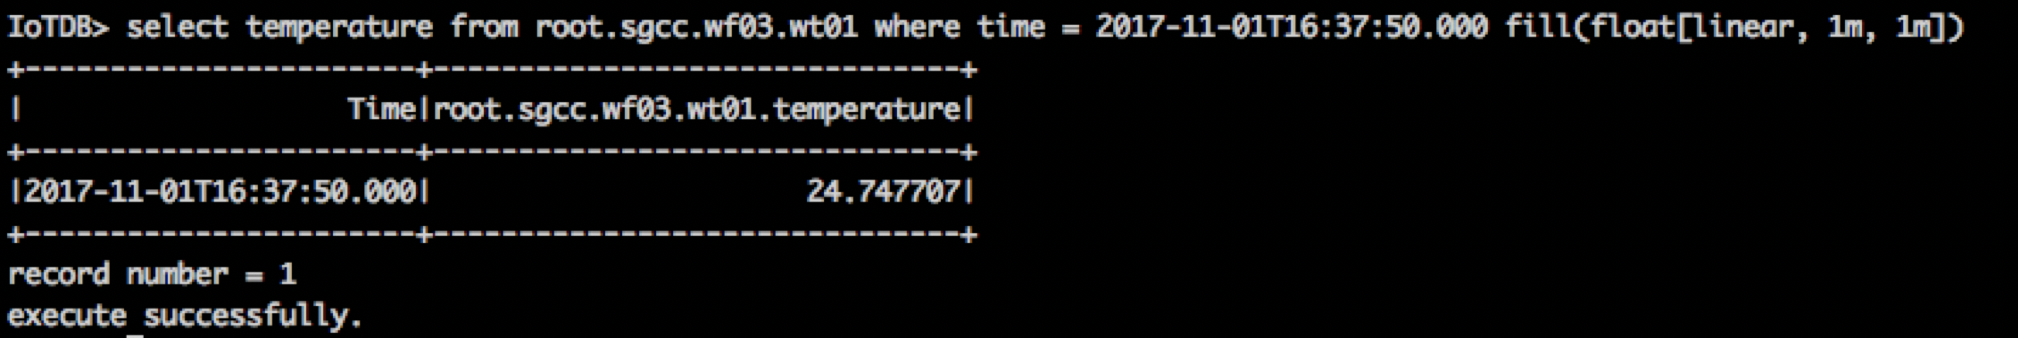 IoTDB> select temperature from root.sgcc.wf03.wt01 where time = 2017-11-01T16:37:50.000 fill(float[linear, 1m, 1m])
+-----------------------+-------------------------------+
|                   Time|root.sgcc.wf03.wt01.temperature|
+-----------------------+-------------------------------+
|2017-11-01T16:37:50.000|                      24.747707|
+-----------------------+-------------------------------+
record number = 1
execute successfully.